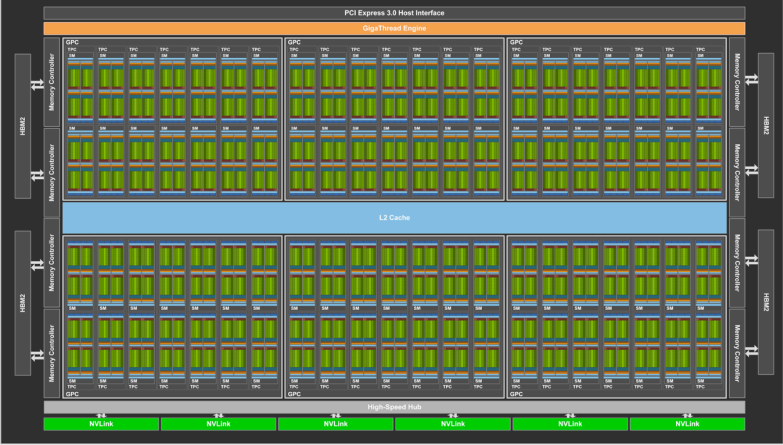 PCI Express 3.0 Host Interface
GigaThread Engine
GPC GPC GPC
TPC TPC TPC TPC TPC TPC TPC TPC TPC TPC TPC TPC TPC TPC TPC TPC TPC TPC TPC TPC TPC
SM SM SM SM SM SM SM SM SM SM SM SM SM SM SM SM SM SM SM SM SM
Memory Controller
Memory Controller
HBM2
HBM2
SM SM SM SM SM SM SM SM SM SM SM SM SM SM SM SM SM SM SM SM SM
Memory Controller
Memory Controller
L2 Cache
Memory Controller
Memory Controller
HBM2
HBM2
SM SM SM SM SM SM SM SM SM SM SM SM SM SM SM SM SM SM SM SM SM
Memory Controller
Memory Controller
SM SM SM SM SM SM SM SM SM SM SM SM SM SM SM SM SM SM SM SM SM
TPC TPC TPC TPC TPC TPC TPC TPC TPC TPC TPC TPC TPC TPC TPC TPC TPC TPC TPC TPC TPC
GPC GPC GPC
High-Speed Hub
NVLink NVLink NVLink NVLink NVLink NVLink